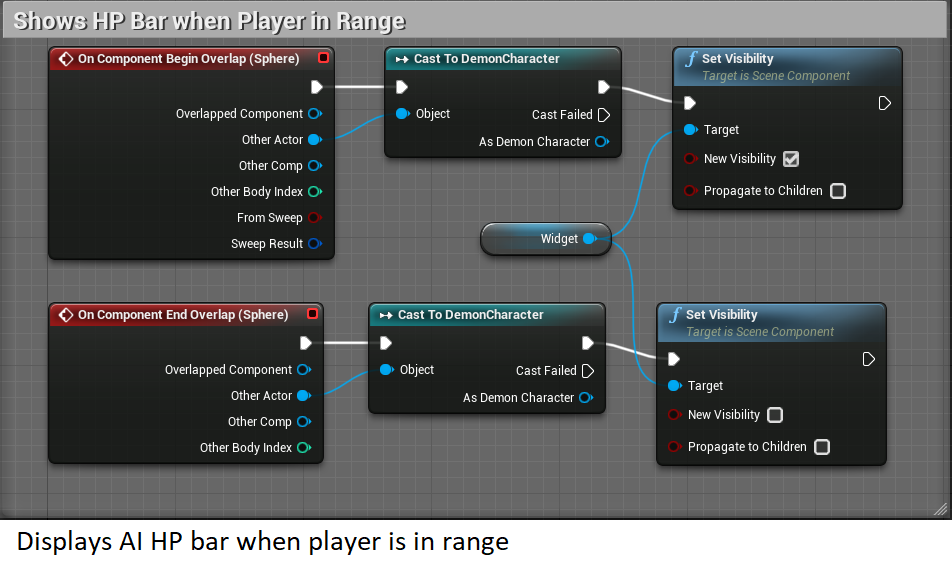 Shows HP Bar when Player in Range
On Component Begin Overlap (Sphere)
Overlapped Component
Other Actor
Other Comp
Other Body Index
From Sweep
Sweep Result
Cast To DemonCharacter
Object
Cast Failed
As Demon Character
Set Visibility
Target is Scene Component
Target
New Visibility
Propagate to Children
Widget
On Component End Overlap (Sphere)
Overlapped Component
Other Actor
Other Comp
Other Body Index
Cast To DemonCharacter
Object
Cast Failed
As Demon Character
Set Visibility
Target is Scene Component
Target
New Visibility
Propagate to Children
Displays AI HP bar when player is in range